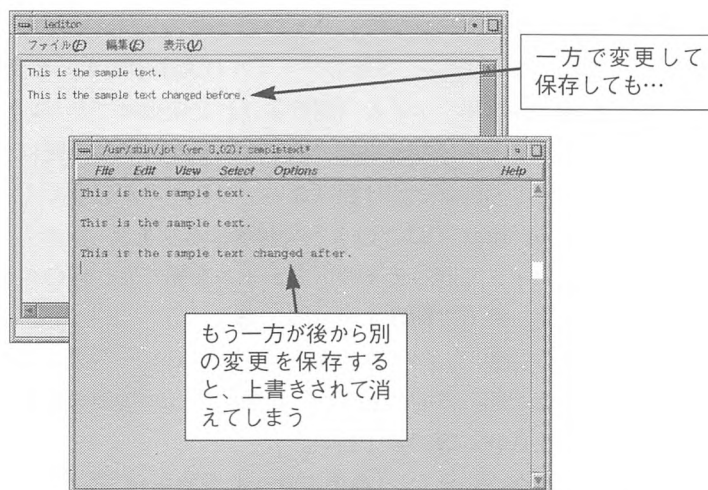 ieditor
ファイル(F) 編集(E) 表示(V)
This is the sample text.
This is the sample text changed before.
一方で変更して
保存しても…
/usr/sbin/jot (ver 3.02): sampletext*
File Edit View Select Options Help
This is the sample text.
This is the sample text.
This is the sample text changed after.
もう一方が後から別
の変更を保存する
と、上書きされて消
えてしまう